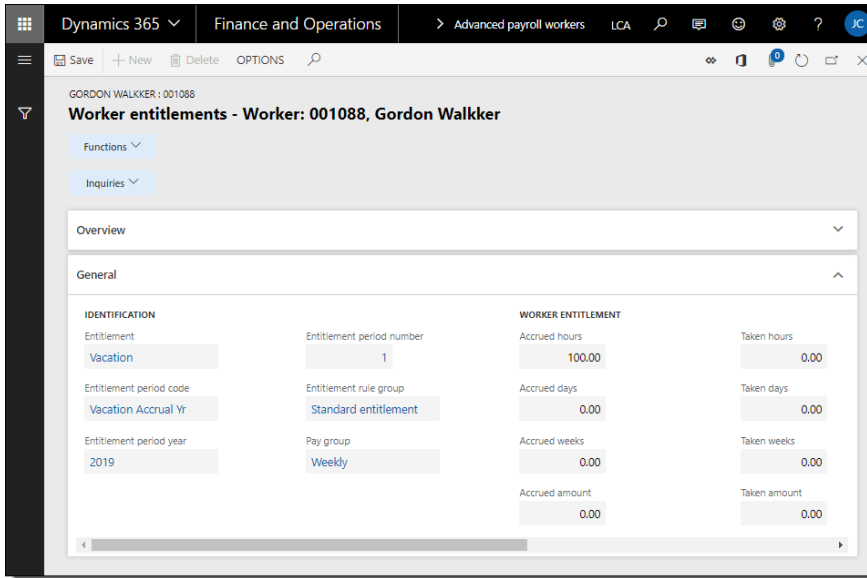 Dynamics 365 Finance and Operations Advanced payroll workers LCA ? JC
Save New Delete OPTIONS 0
GORDON WALKKER : 001088
Worker entitlements - Worker: 001088, Gordon Walkker
Functions
Inquiries
Overview
General
IDENTIFICATION WORKER ENTITLEMENT
Entitlement Entitlement period number Accrued hours Taken hours
Vacation 1 100.00 0.00
Entitlement period code Entitlement rule group Accrued days Taken days
Vacation Accrual Yr Standard entitlement 0.00 0.00
Entitlement period year Pay group Accrued weeks Taken weeks
2019 Weekly 0.00 0.00
Accrued amount Taken amount
0.00 0.00